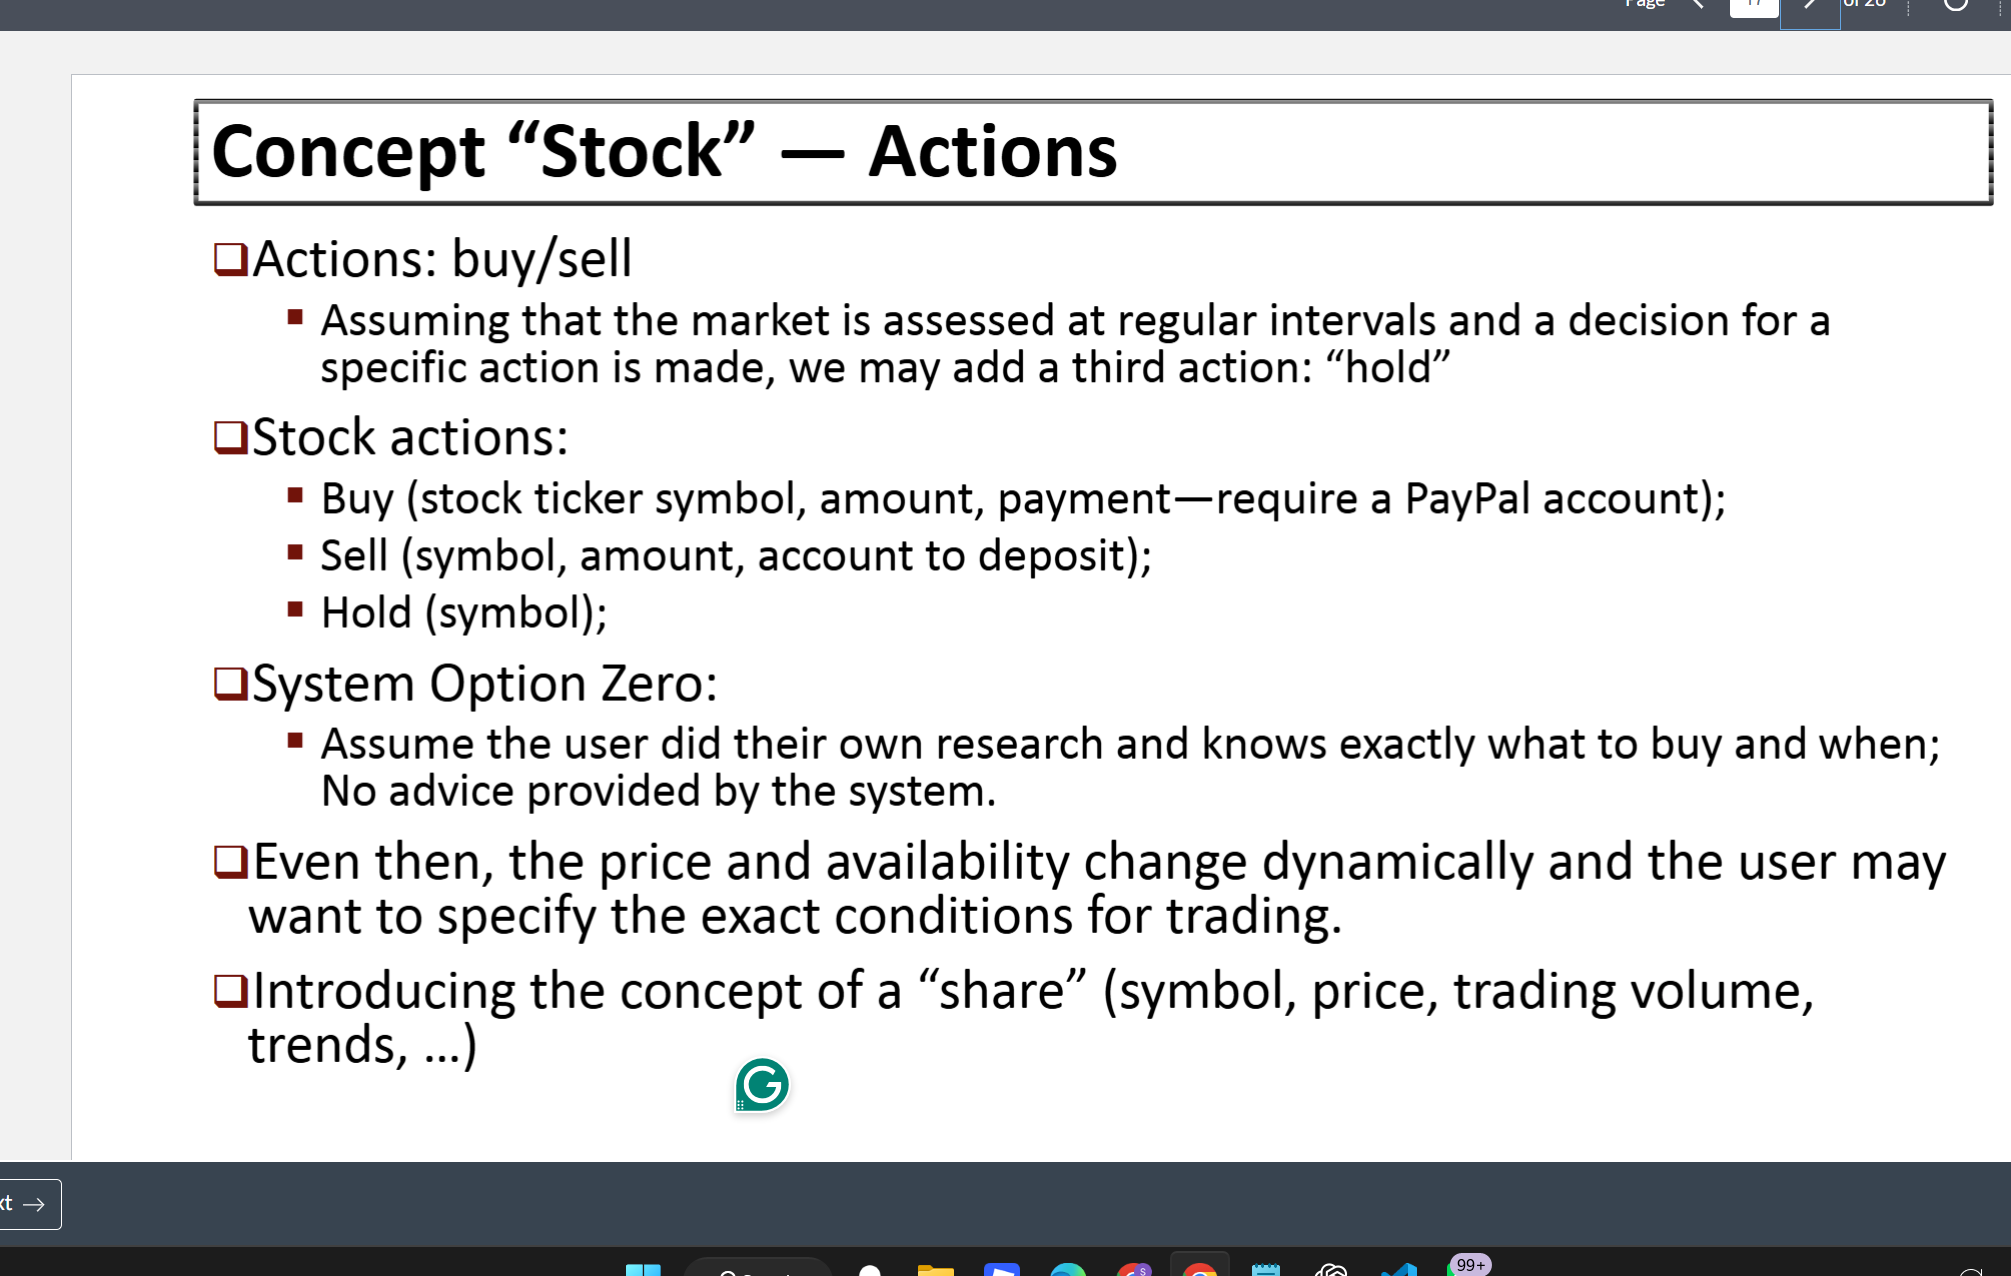 Page 17 of 26
Concept “Stock” — Actions
Actions: buy/sell
Assuming that the market is assessed at regular intervals and a decision for a
specific action is made, we may add a third action: “hold”
Stock actions:
Buy (stock ticker symbol, amount, payment—require a PayPal account);
Sell (symbol, amount, account to deposit);
Hold (symbol);
System Option Zero:
Assume the user did their own research and knows exactly what to buy and when;
No advice provided by the system.
Even then, the price and availability change dynamically and the user may
want to specify the exact conditions for trading.
Introducing the concept of a “share” (symbol, price, trading volume,
trends, ...)
G
xt →
99+